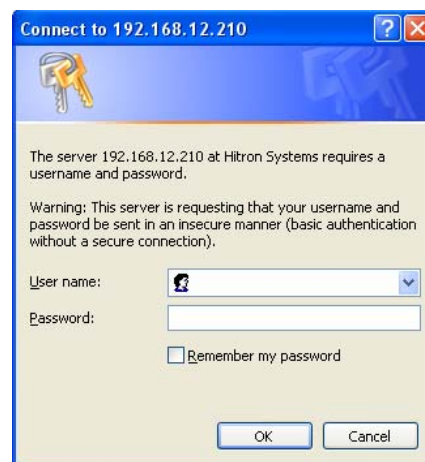 Connect to 192.168.12.210
The server 192.168.12.210 at Hitron Systems requires a
username and password.
Warning: This server is requesting that your username and
password be sent in an insecure manner (basic authentication
without a secure connection).
User name:
Password:
Remember my password
OK Cancel